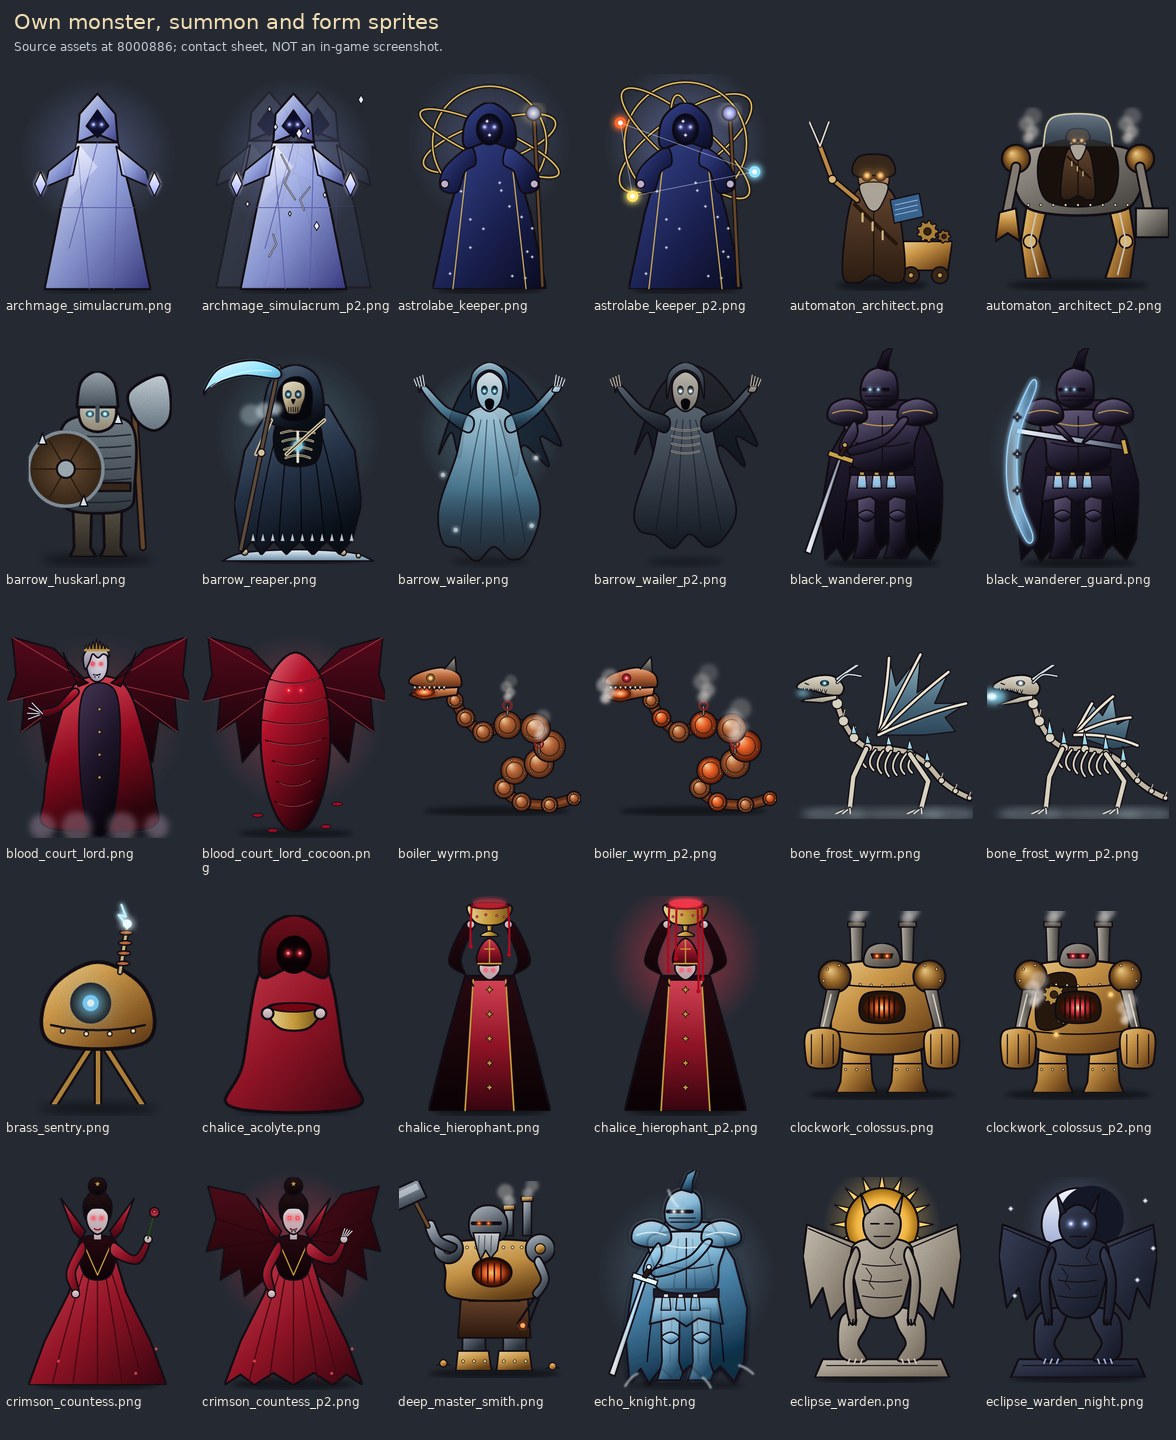 Own monster, summon and form sprites
Source assets at 8000886; contact sheet, NOT an in-game screenshot.
archmage_simulacrum.png
archmage_simulacrum_p2.png
astrolabe_keeper.png
astrolabe_keeper_p2.png
automaton_architect.png
automaton_architect_p2.png
barrow_huskarl.png
barrow_reaper.png
barrow_wailer.png
barrow_wailer_p2.png
black_wanderer.png
black_wanderer_guard.png
blood_court_lord.png
blood_court_lord_cocoon.pn
g
boiler_wyrm.png
boiler_wyrm_p2.png
bone_frost_wyrm.png
bone_frost_wyrm_p2.png
brass_sentry.png
chalice_acolyte.png
chalice_hierophant.png
chalice_hierophant_p2.png
clockwork_colossus.png
clockwork_colossus_p2.png
crimson_countess.png
crimson_countess_p2.png
deep_master_smith.png
echo_knight.png
eclipse_warden.png
eclipse_warden_night.png